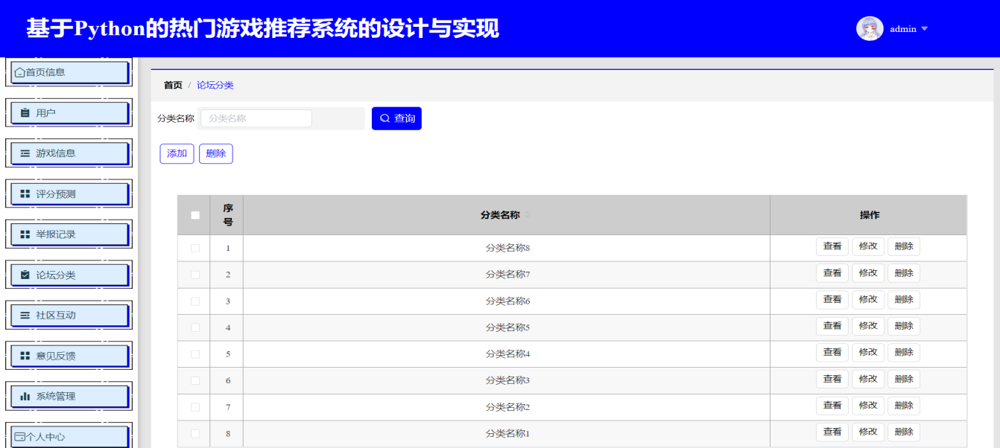 基于Python的热门游戏推荐系统的设计与实现
admin
首页信息
用户
游戏信息
评分预测
举报记录
论坛分类
社区互动
意见反馈
系统管理
个人中心
首页 / 论坛分类
分类名称 分类名称 查询
添加 删除
序号 分类名称 操作
1 分类名称8 查看 修改 删除
2 分类名称7 查看 修改 删除
3 分类名称6 查看 修改 删除
4 分类名称5 查看 修改 删除
5 分类名称4 查看 修改 删除
6 分类名称3 查看 修改 删除
7 分类名称2 查看 修改 删除
8 分类名称1 查看 修改 删除